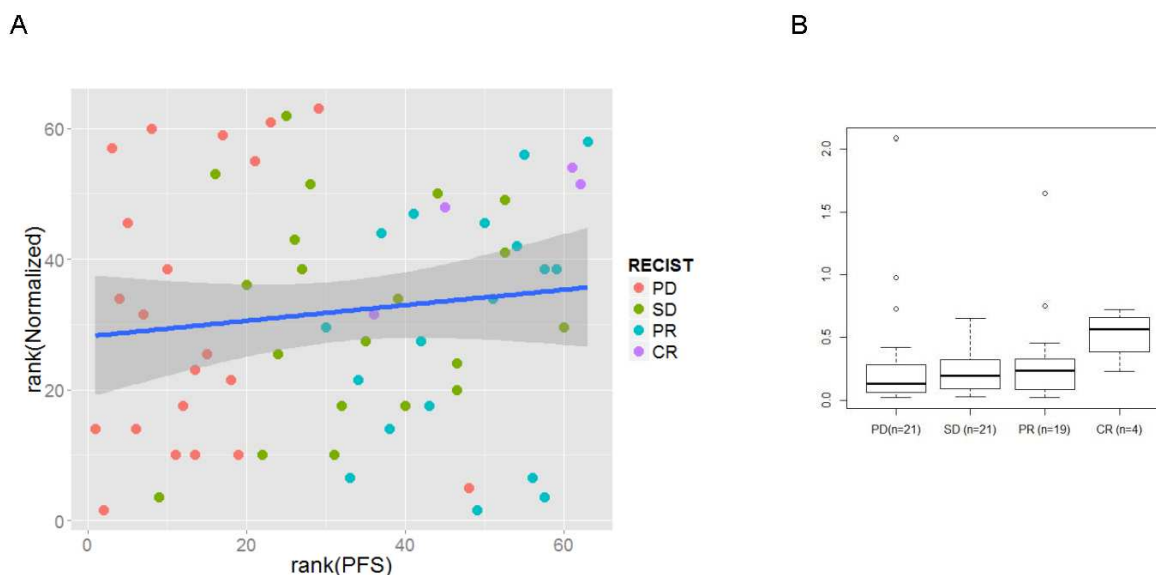 A
B
rank(Normalized)
60
40
20
0
0 20 40 60
rank(PFS)
RECIST
PD
SD
PR
CR
2.0
1.5
1.0
0.5
0.0
PD(n=21) SD (n=21) PR (n=19) CR (n=4)